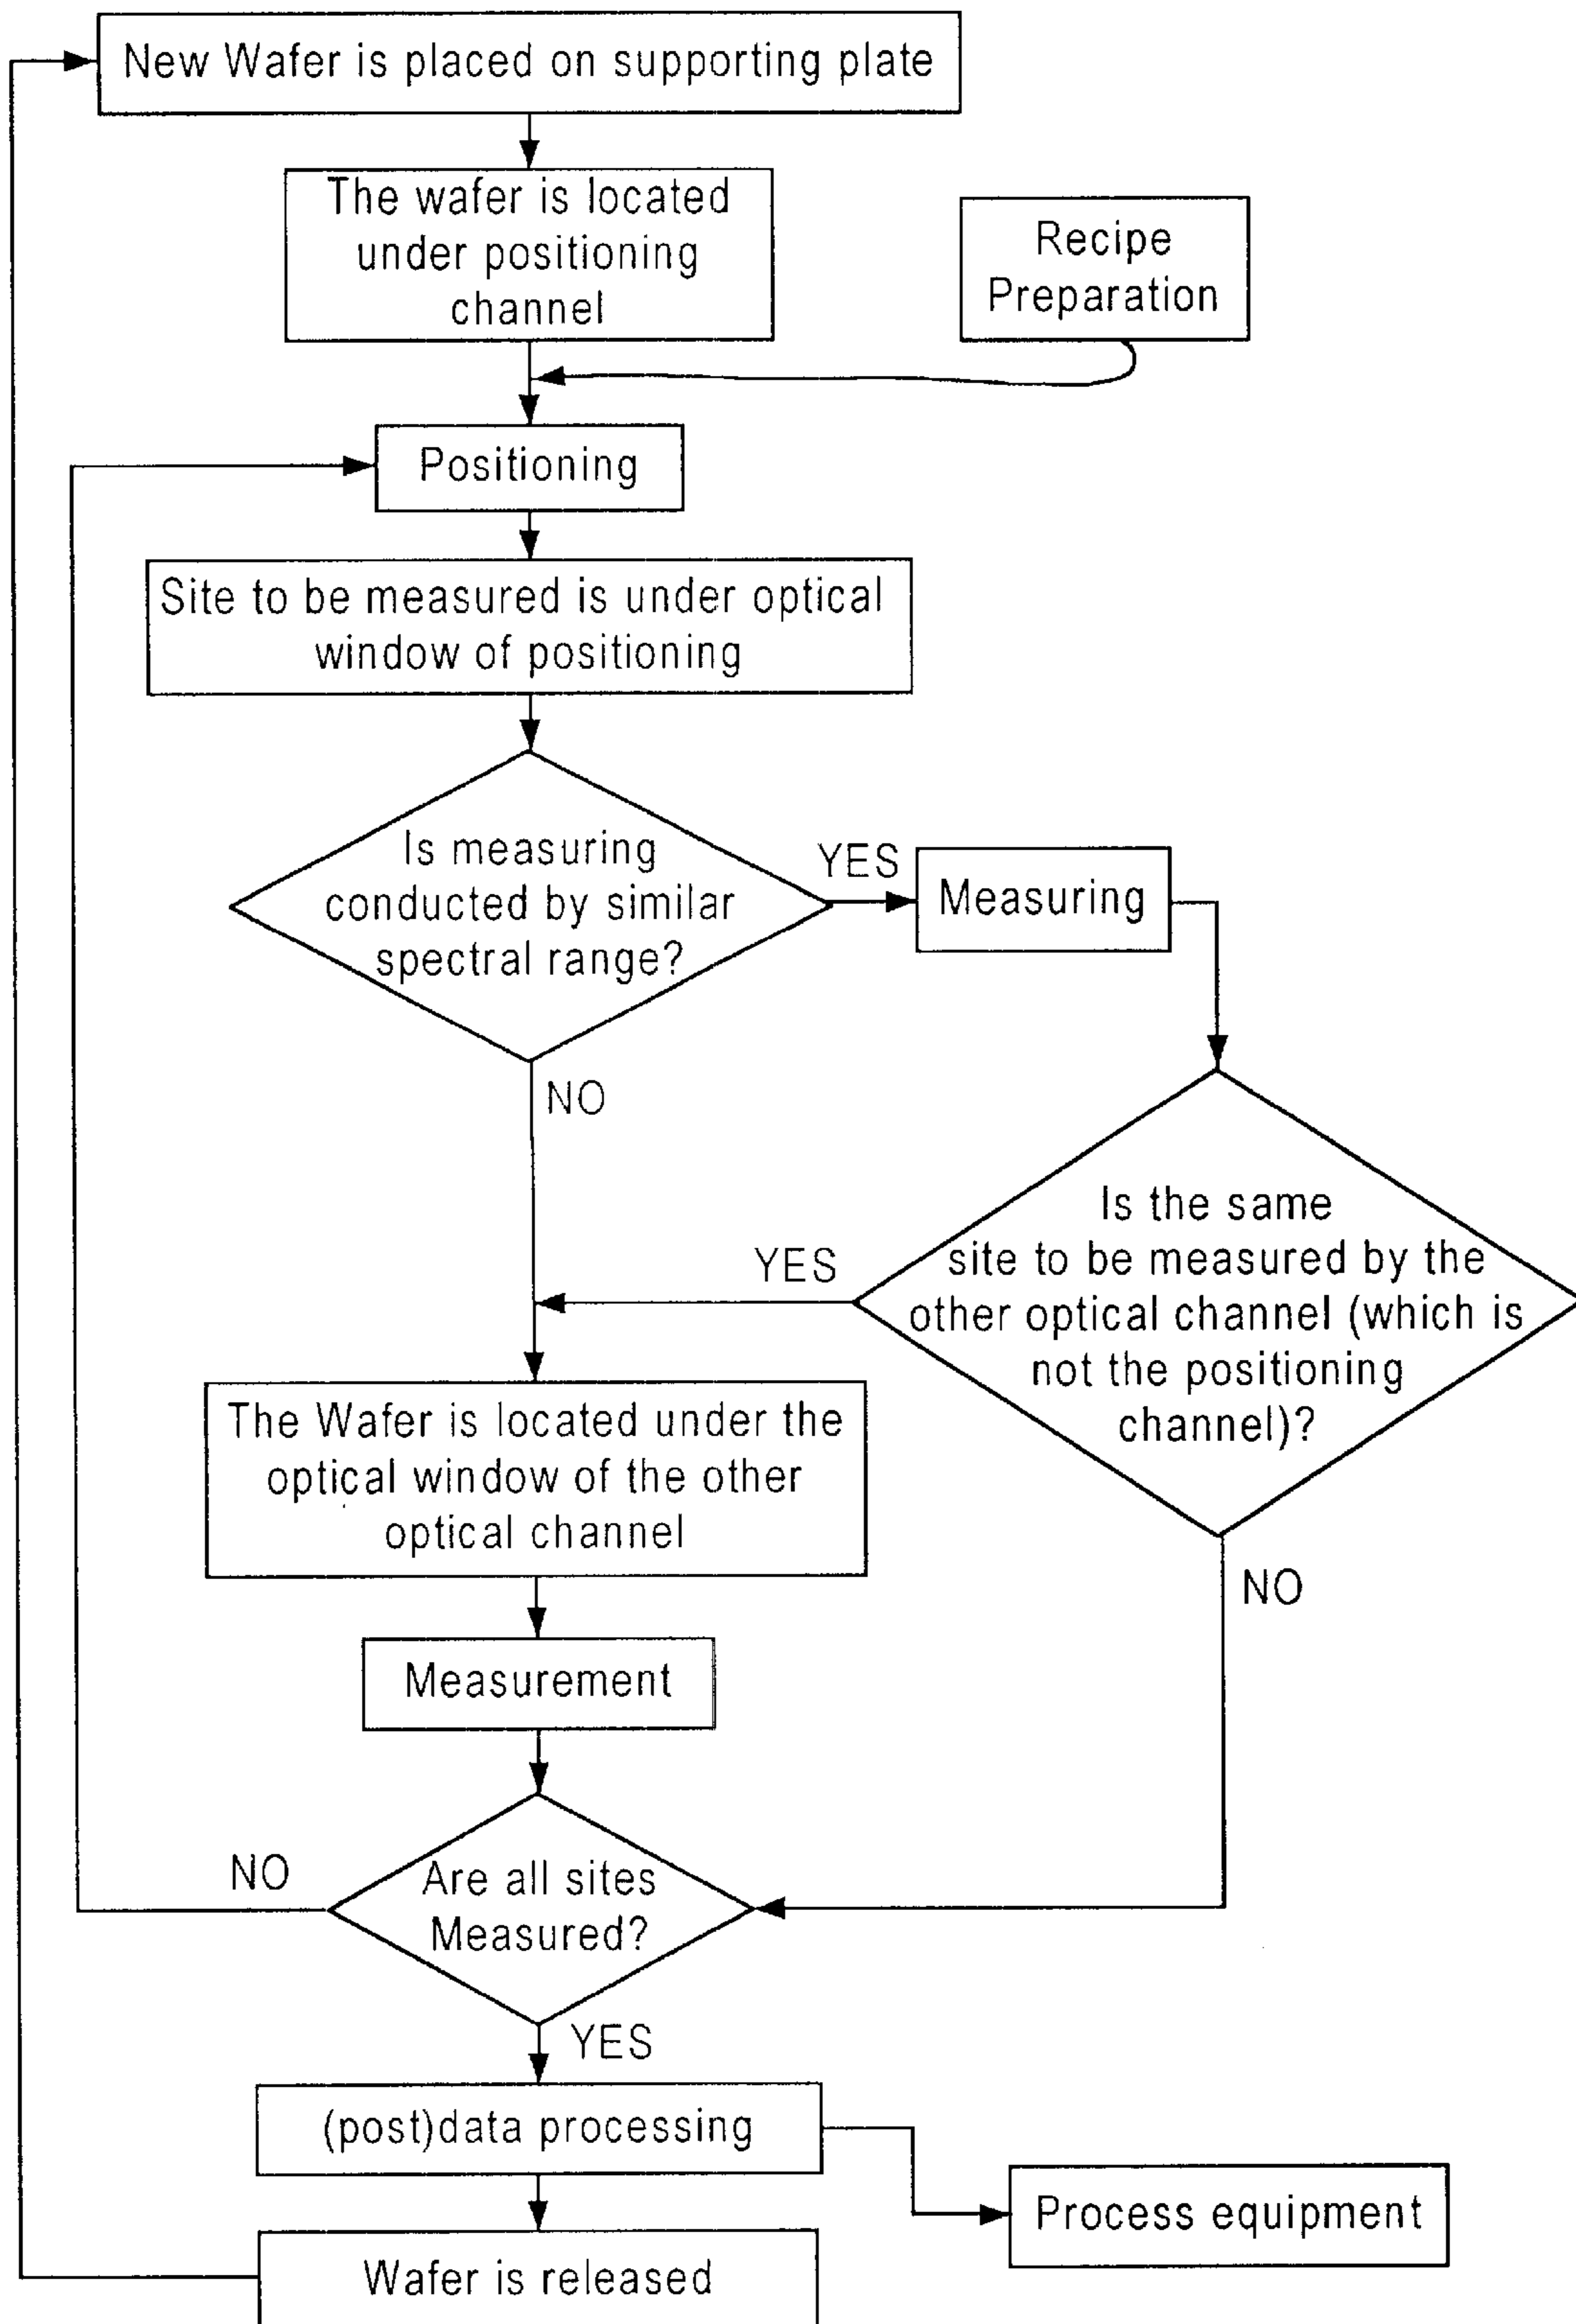 New Wafer is placed on supporting plate
The wafer is located
under positioning
channel
Recipe
Preparation
Positioning
Site to be measured is under optical
window of positioning
Is measuring
conducted by similar
spectral range?
YES
Measuring
NO
Is the same
site to be measured by the
other optical channel (which is
not the positioning
channel)?
YES
NO
The Wafer is located under the
optical window of the other
optical channel
Measurement
Are all sites
Measured?
NO
YES
(post)data processing
Process equipment
Wafer is released